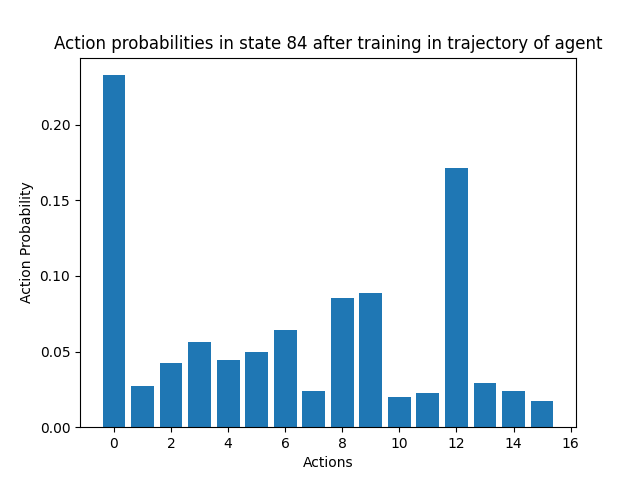 Action probabilities in state 84 after training in trajectory of agent
0.20
0.15
0.10
0.05
0.00
Action Probability
0 2 4 6 8 10 12 14 16
Actions